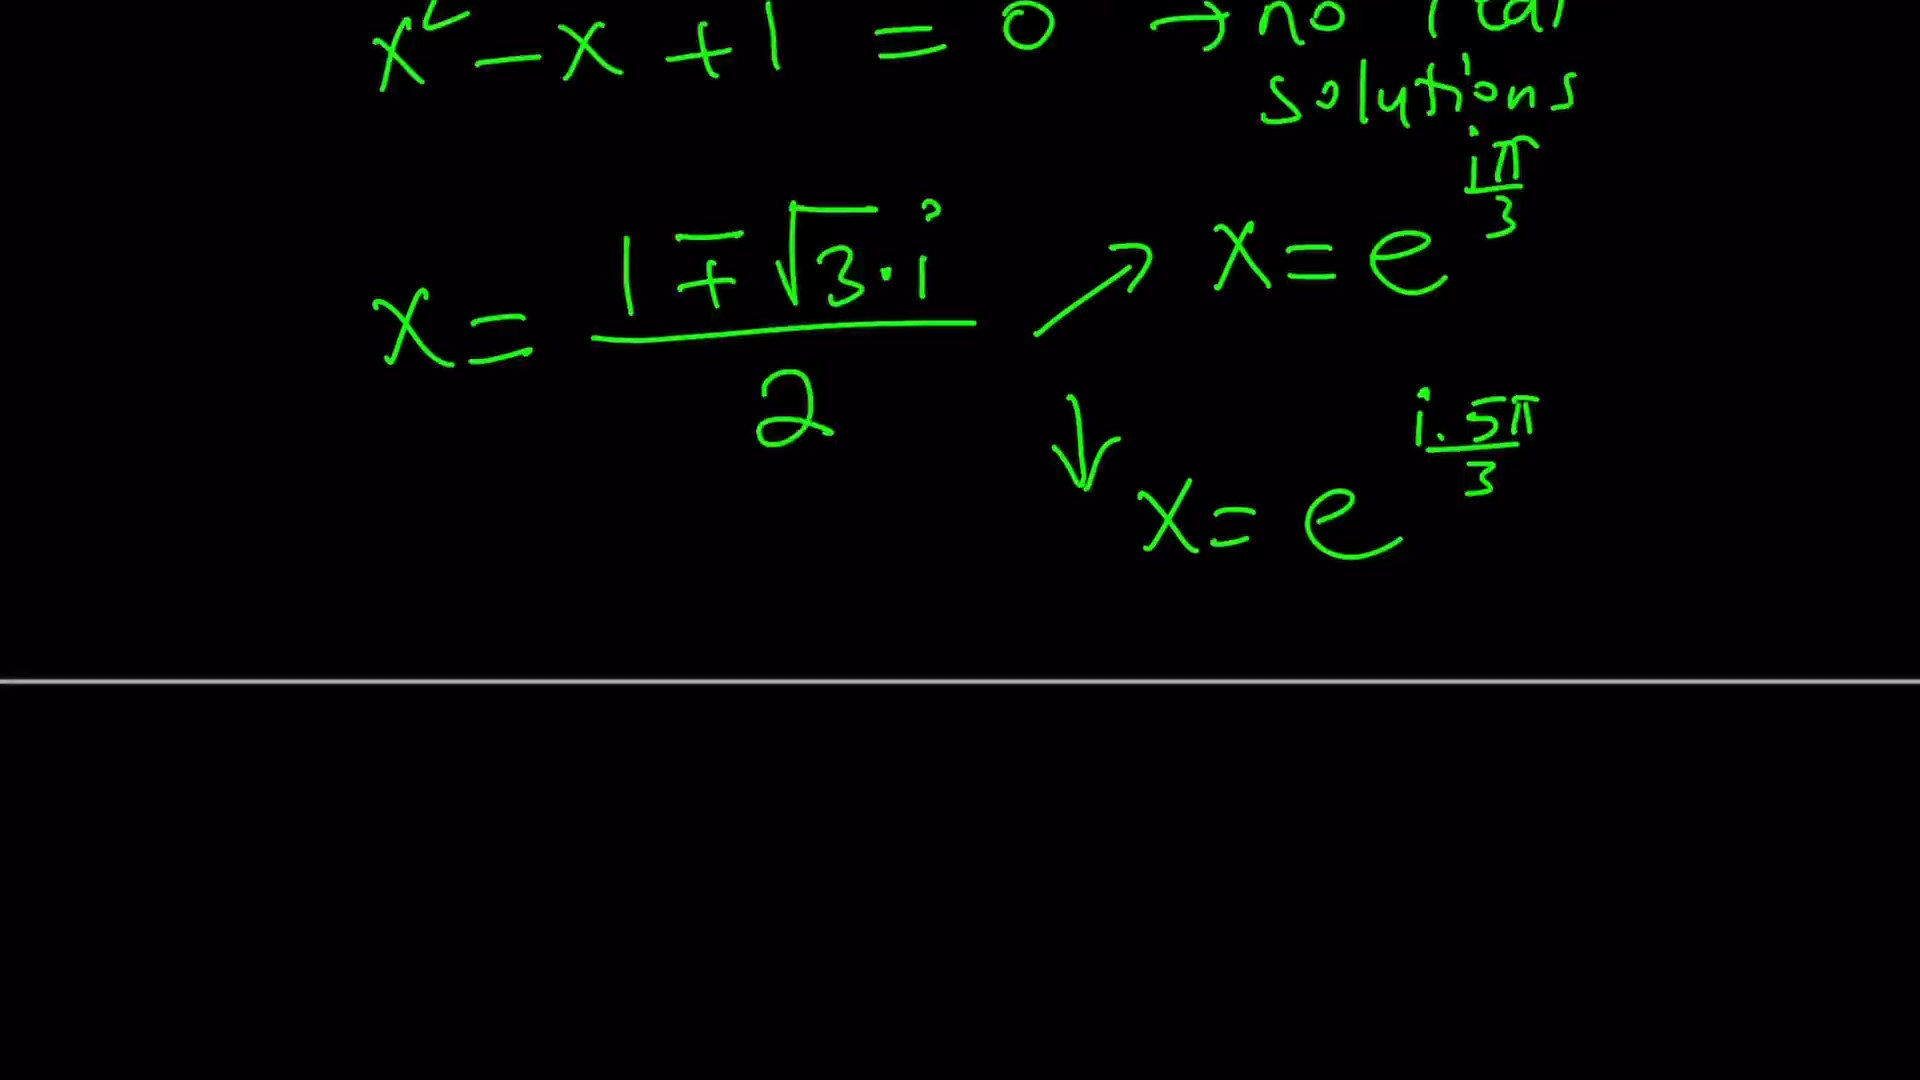 x² − x + 1 = 0 → no real
solutions
x = (1 ∓ √3·i)/2 ↗ x = e^(iπ/3)
↓ x = e^(i.5π/3)